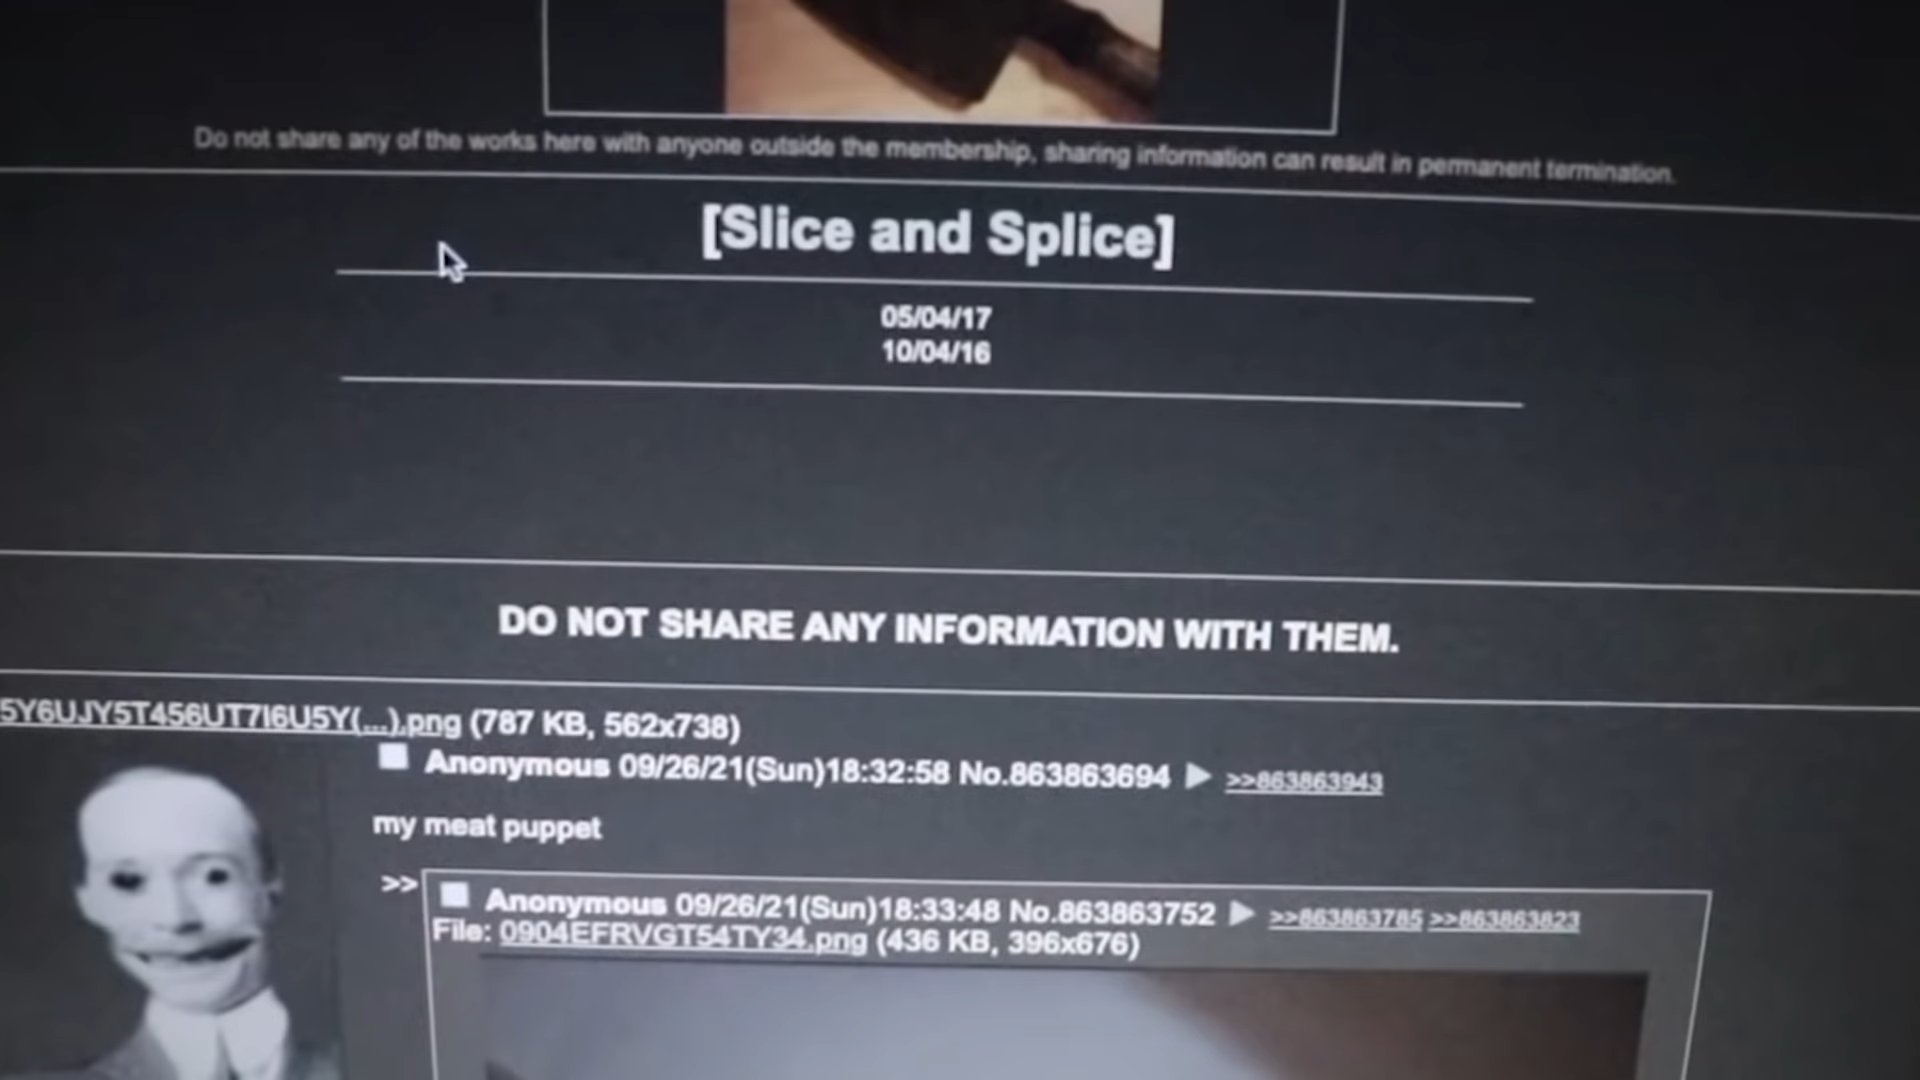 Do not share any of the works here with anyone outside the membership, sharing information can result in permanent termination.
[Slice and Splice]
05/04/17
10/04/16
DO NOT SHARE ANY INFORMATION WITH THEM.
5Y6UJY5T456UT7I6U5Y(...).png (787 KB, 562x738)
Anonymous 09/26/21(Sun)18:32:58 No.863863694 ▶ >>863863943
my meat puppet
>> Anonymous 09/26/21(Sun)18:33:48 No.863863752 ▶ >>863863785 >>863863823
File: 0904EFRVGT54TY34.png (436 KB, 396x676)